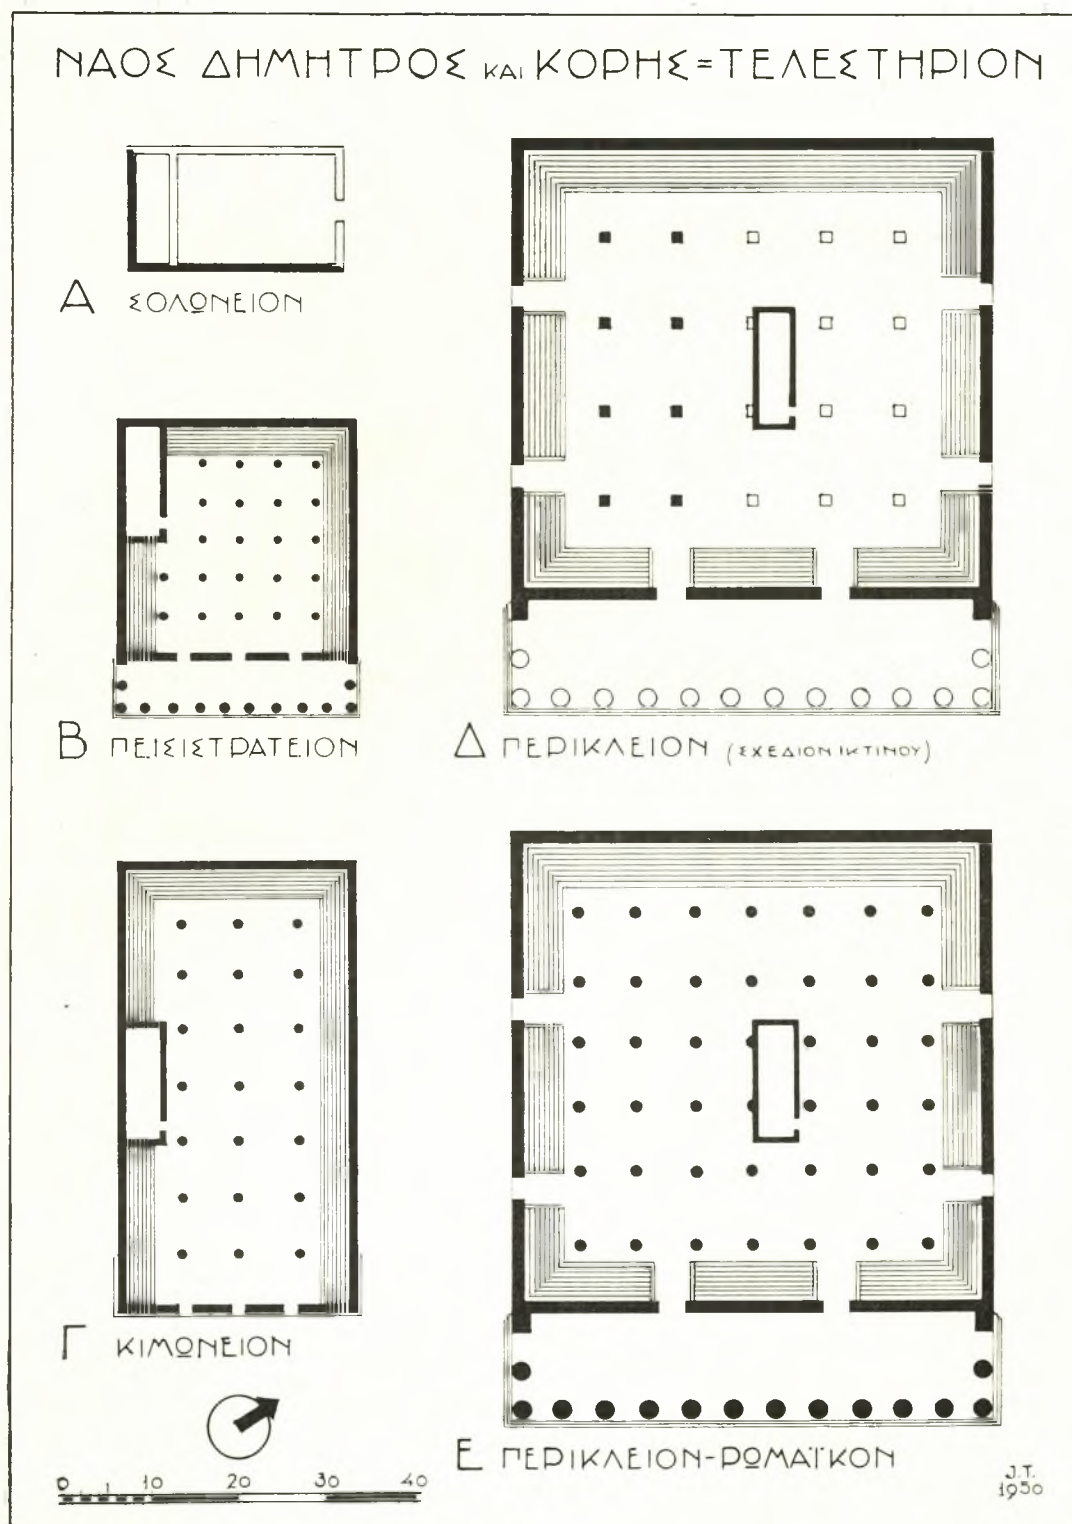 ΝΑΟΣ ΔΗΜΗΤΡΟΣ ΚΑΙ ΚΟΡΗΣ=ΤΕΛΕΣΤΗΡΙΟΝ
Α ΣΟΛΩΝΕΙΟΝ
Β ΠΕΙΣΙΣΤΡΑΤΕΙΟΝ
Δ ΠΕΡΙΚΛΕΙΟΝ (ΣΧΕΔΙΟΝ ΙΚΤΙΝΟΥ)
Γ ΚΙΜΩΝΕΙΟΝ
Ε ΠΕΡΙΚΛΕΙΟΝ-ΡΩΜΑΪΚΟΝ
0 1 10 20 30 40
J.T.
1950